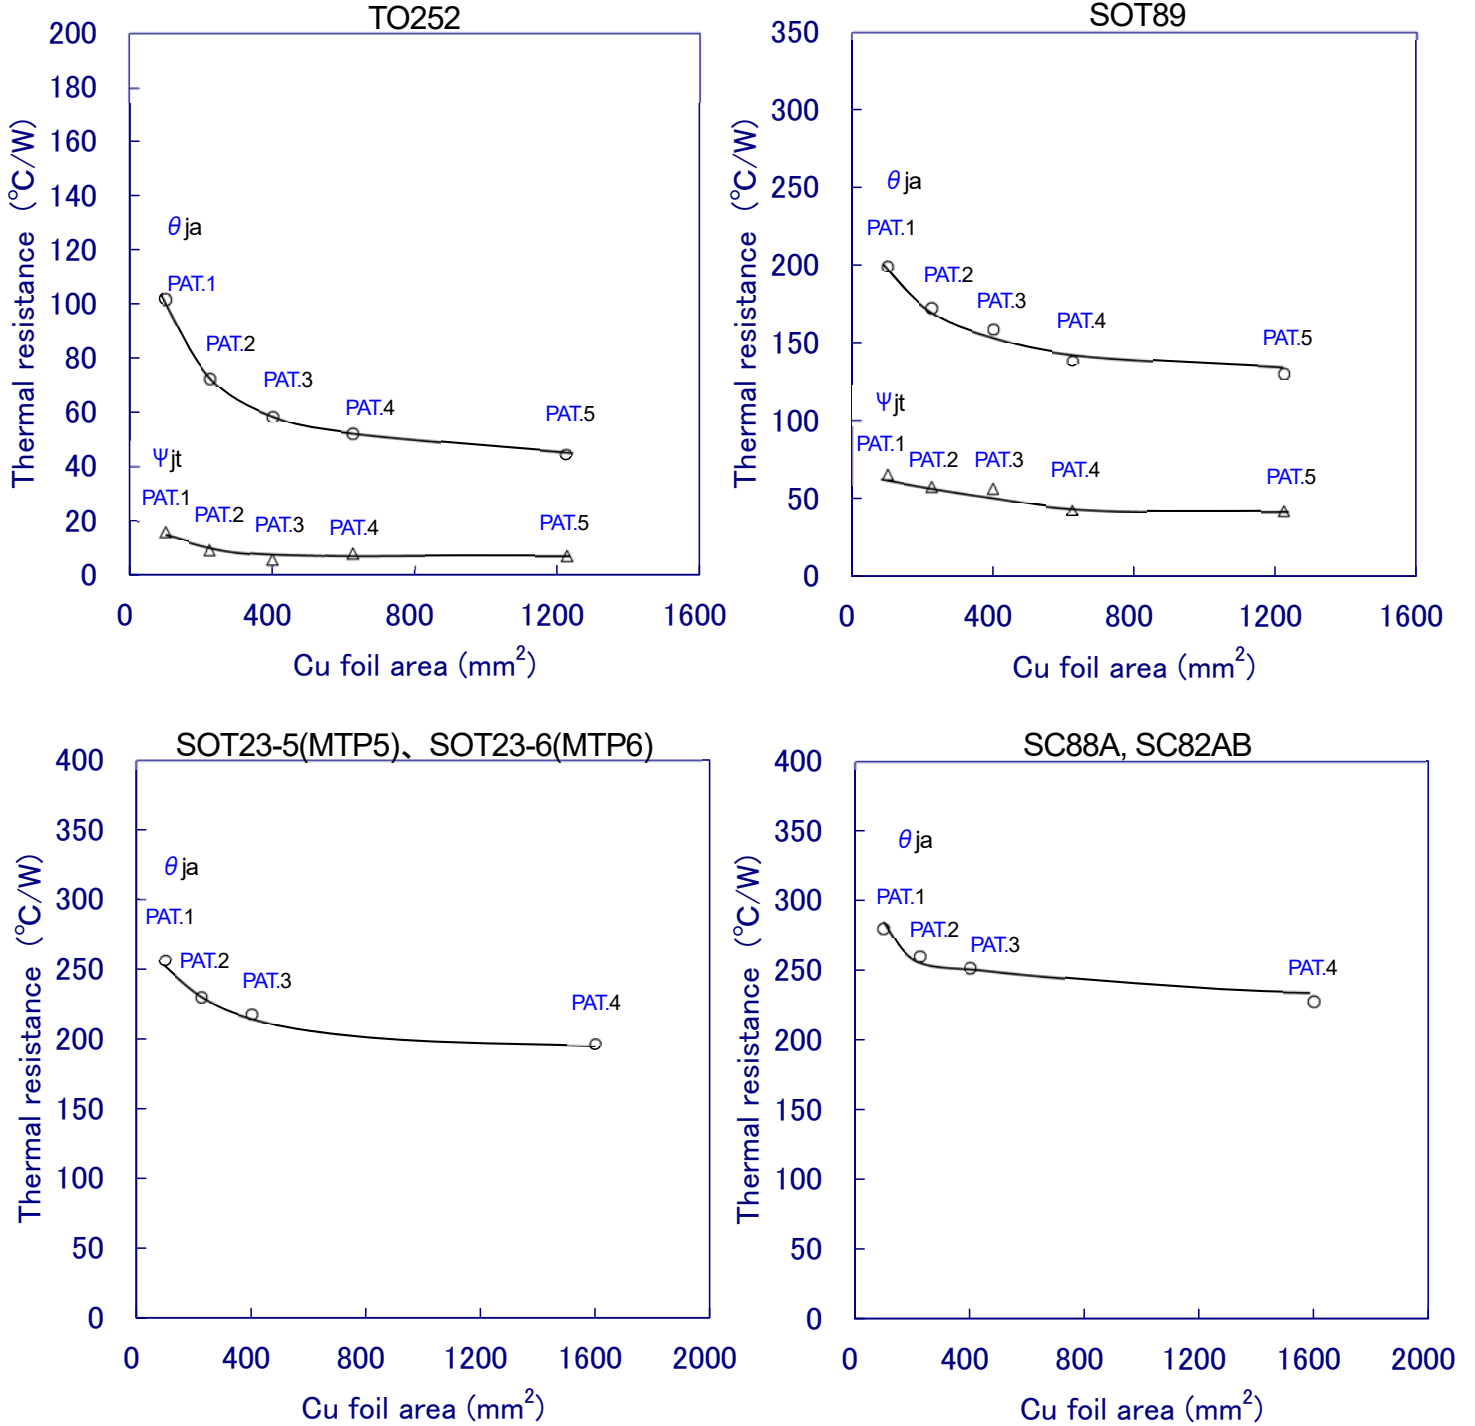 TO252
200
180
160
140
120
100
80
60
40
20
0
Thermal resistance (℃/W)
θja
PAT.1
PAT.2
PAT.3
PAT.4
PAT.5
Ψjt
PAT.1
PAT.2
PAT.3
PAT.4
PAT.5
0 400 800 1200 1600
Cu foil area (mm²)
SOT89
350
300
250
200
150
100
50
0
Thermal resistance (℃/W)
θja
PAT.1
PAT.2
PAT.3
PAT.4
PAT.5
Ψjt
PAT.1
PAT.2
PAT.3
PAT.4
PAT.5
0 400 800 1200 1600
Cu foil area (mm²)
SOT23-5(MTP5)、SOT23-6(MTP6)
400
350
300
250
200
150
100
50
0
Thermal resistance (℃/W)
θja
PAT.1
PAT.2
PAT.3
PAT.4
0 400 800 1200 1600 2000
Cu foil area (mm²)
SC88A, SC82AB
400
350
300
250
200
150
100
50
0
Thermal resistance (℃/W)
θja
PAT.1
PAT.2
PAT.3
PAT.4
0 400 800 1200 1600 2000
Cu foil area (mm²)